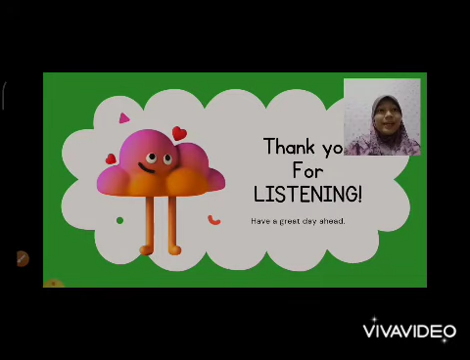 Thank yo
For
LISTENING!
Have a great day ahead.
VIVAVIDEO